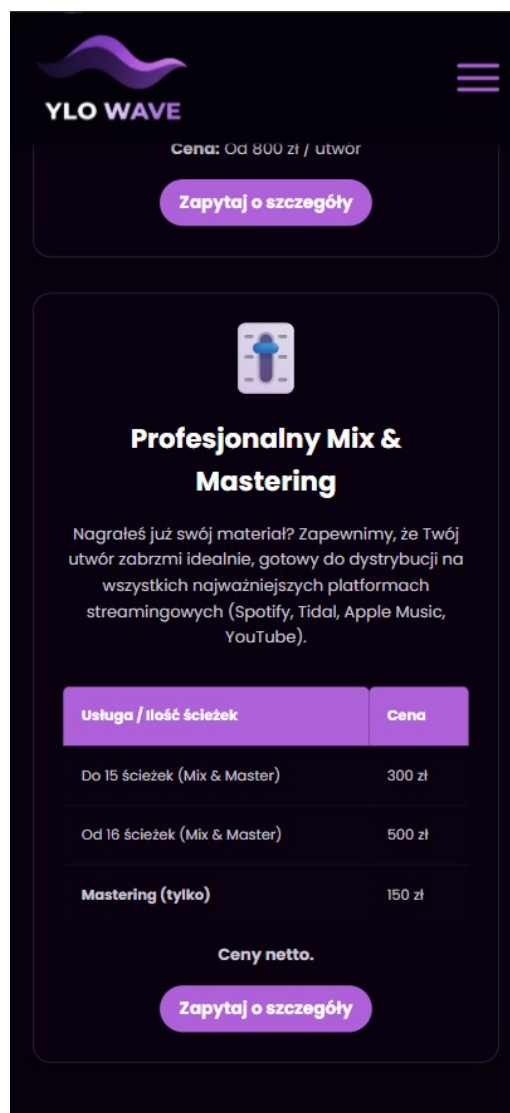 YLO WAVE
Cena: Od 800 zł / utwór
Zapytaj o szczegóły
Profesjonalny Mix &
Mastering
Nagrałeś już swój materiał? Zapewnimy, że Twój
utwór zabrzmi idealnie, gotowy do dystrybucji na
wszystkich najważniejszych platformach
streamingowych (Spotify, Tidal, Apple Music,
YouTube).
Usługa / Ilość ścieżek Cena
Do 15 ścieżek (Mix & Master) 300 zł
Od 16 ścieżek (Mix & Master) 500 zł
Mastering (tylko) 150 zł
Ceny netto.
Zapytaj o szczegóły